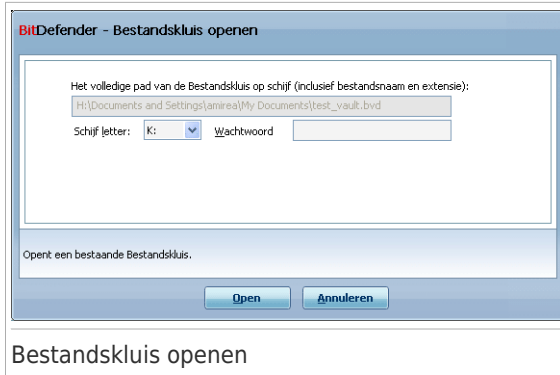 BitDefender - Bestandskluis openen
Het volledige pad van de Bestandskluis op schijf (inclusief bestandsnaam en extensie):
H:\Documents and Settings\amirea\My Documents\test_vault.bvd
Schijf letter: K: Wachtwoord
Opent een bestaande Bestandskluis.
Open Annuleren
Bestandskluis openen